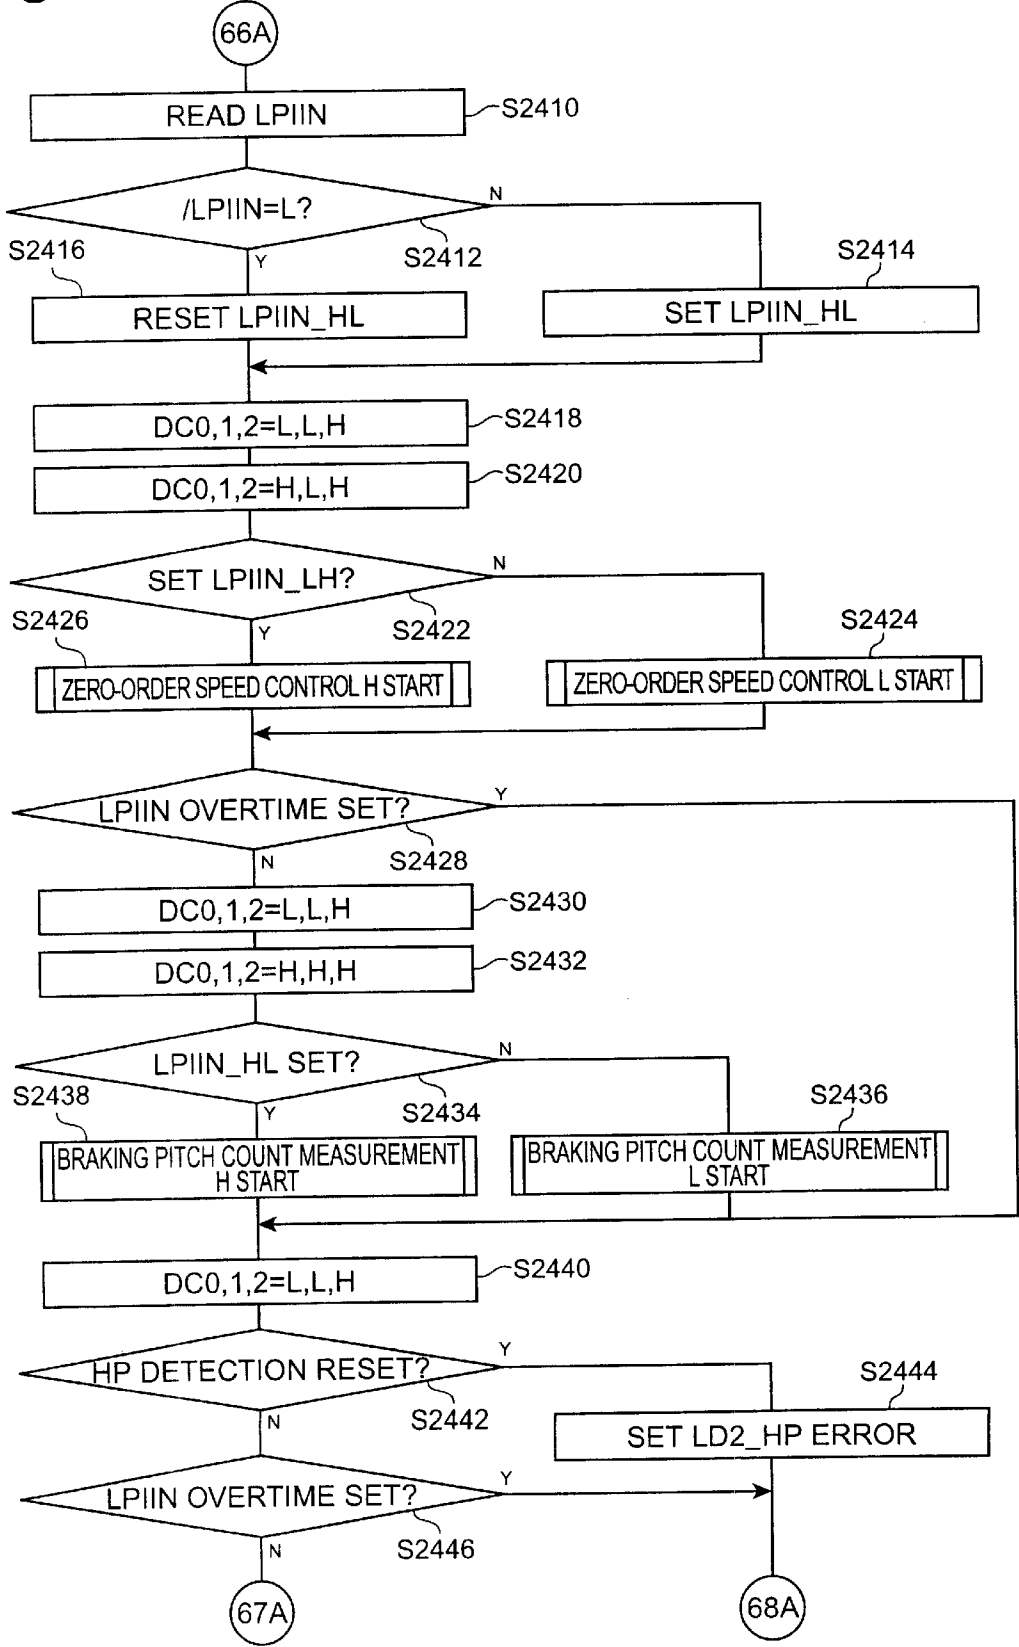 66A
READ LPIIN
S2410
/LPIIN=L?
N
S2412
Y
S2416
S2414
RESET LPIIN_HL
SET LPIIN_HL
DC0,1,2=L,L,H
S2418
DC0,1,2=H,L,H
S2420
SET LPIIN_LH?
N
S2422
Y
S2426
S2424
ZERO-ORDER SPEED CONTROL H START
ZERO-ORDER SPEED CONTROL L START
LPIIN OVERTIME SET?
Y
S2428
N
DC0,1,2=L,L,H
S2430
DC0,1,2=H,H,H
S2432
LPIIN_HL SET?
N
S2434
Y
S2438
S2436
BRAKING PITCH COUNT MEASUREMENT
H START
BRAKING PITCH COUNT MEASUREMENT
L START
DC0,1,2=L,L,H
S2440
HP DETECTION RESET?
Y
S2442
N
S2444
SET LD2_HP ERROR
LPIIN OVERTIME SET?
Y
S2446
N
67A
68A